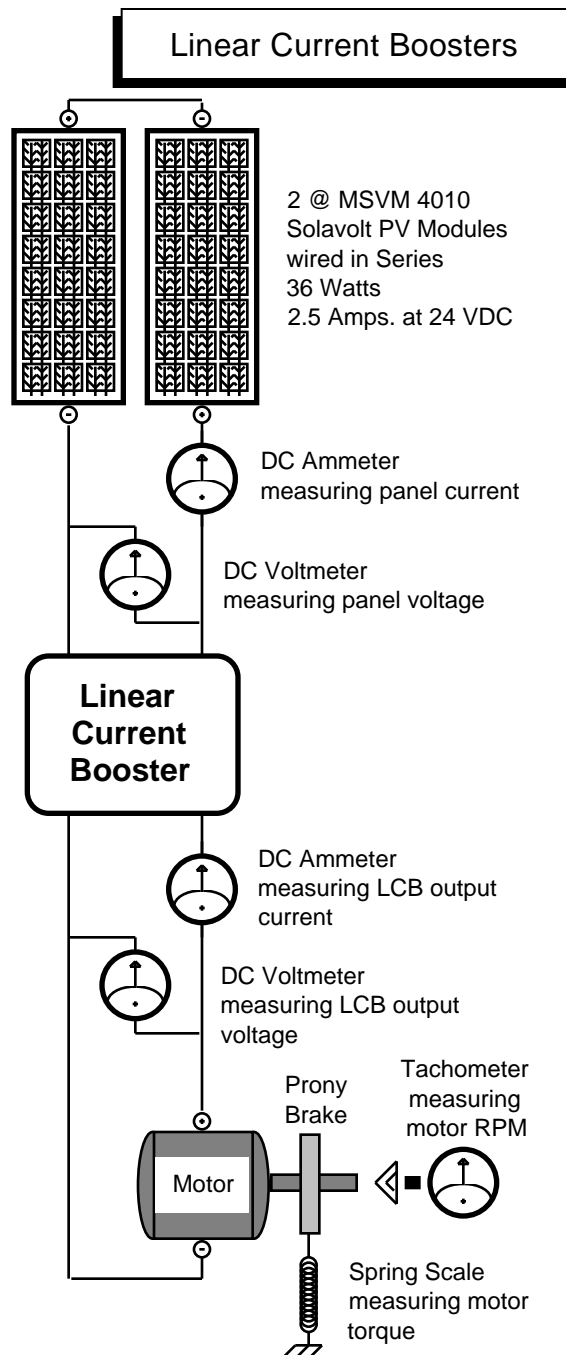 Linear Current Boosters
2 @ MSVM 4010
Solavolt PV Modules
wired in Series
36 Watts
2.5 Amps. at 24 VDC
DC Ammeter
measuring panel current
DC Voltmeter
measuring panel voltage
Linear
Current
Booster
DC Ammeter
measuring LCB output
current
DC Voltmeter
measuring LCB output
voltage
Prony
Brake
Tachometer
measuring
motor RPM
Motor
Spring Scale
measuring motor
torque